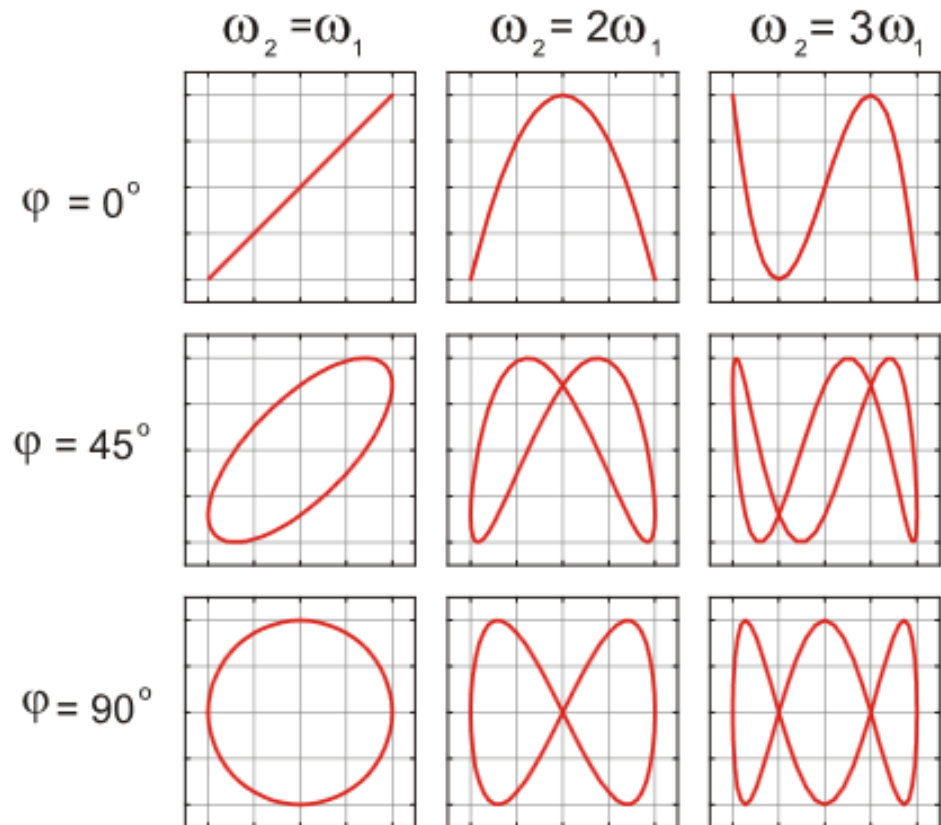 ω₂ =ω₁ ω₂= 2ω₁ ω₂= 3ω₁
φ = 0°
φ = 45°
φ = 90°